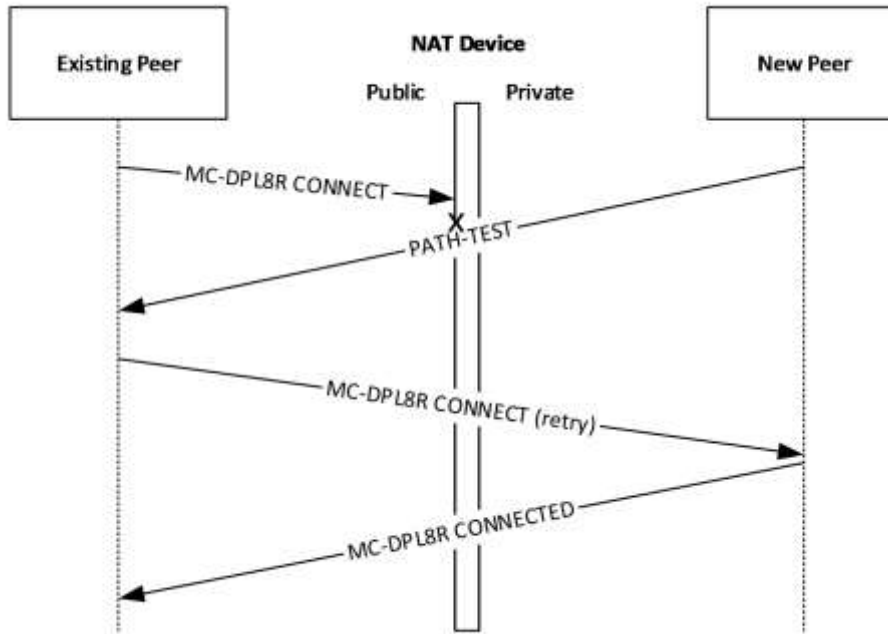 Existing Peer
NAT Device
New Peer
Public
Private
MC-DPL8R CONNECT
X
PATH-TEST
MC-DPL8R CONNECT (retry)
MC-DPL8R CONNECTED